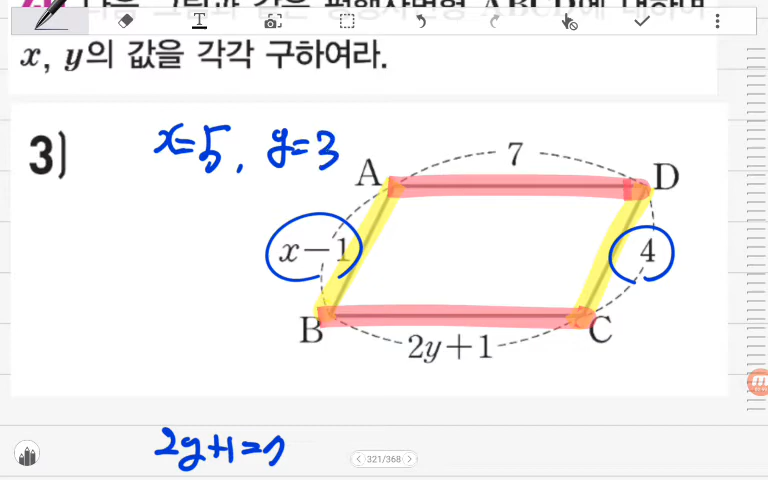 x, y의 값을 각각 구하여라.
3)
x=5, y=3
A
7
D
x−1
4
B
2y+1
C
2y+1=7
321/368